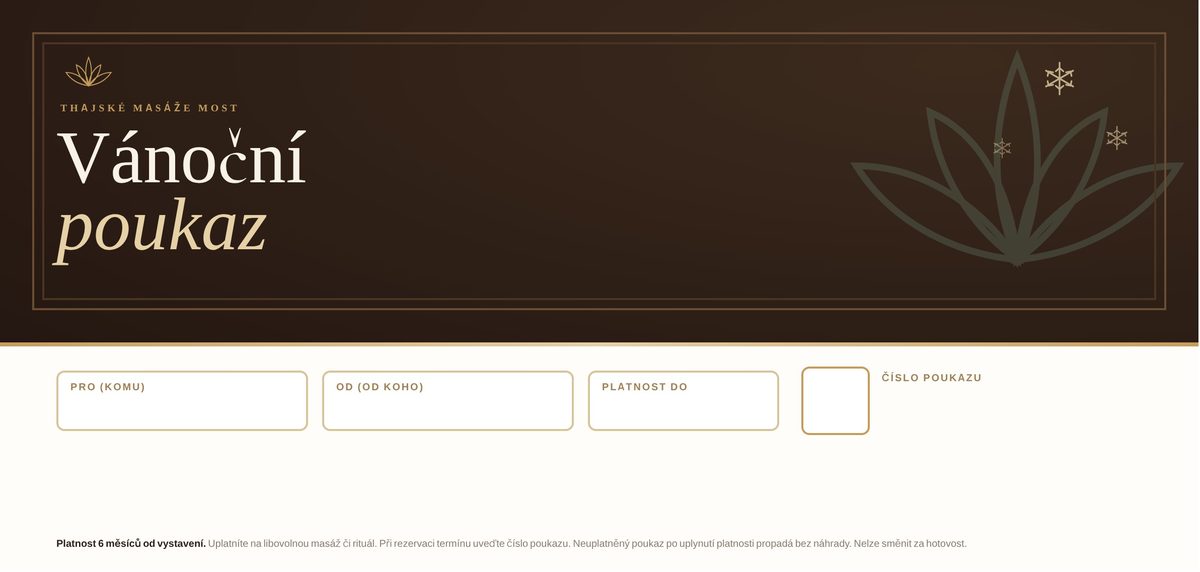 THAJSKÉ MASÁŽE MOST
Vánoční
poukaz
PRO (KOMU)
OD (OD KOHO)
PLATNOST DO
ČÍSLO POUKAZU
Platnost 6 měsíců od vystavení. Uplatníte na libovolnou masáž či rituál. Při rezervaci termínu uveďte číslo poukazu. Neuplatněný poukaz po uplynutí platnosti propadá bez náhrady. Nelze směnit za hotovost.